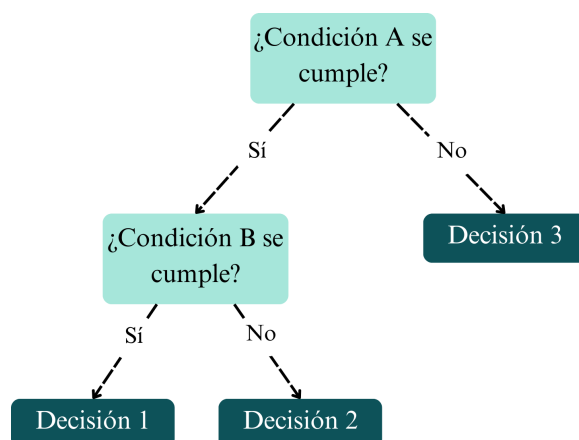 ¿Condición A se
cumple?
Sí
No
¿Condición B se
cumple?
Decisión 3
Sí
No
Decisión 1
Decisión 2